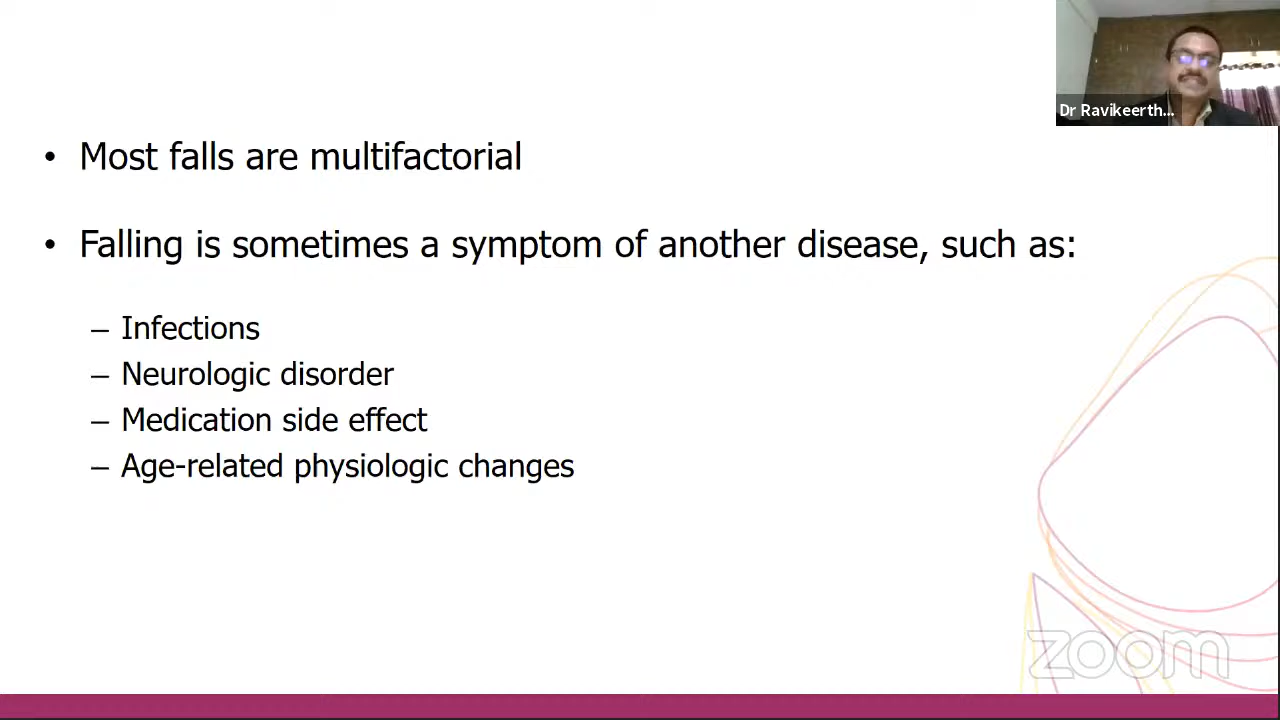 Dr Ravikeerth...
• Most falls are multifactorial
• Falling is sometimes a symptom of another disease, such as:
– Infections
– Neurologic disorder
– Medication side effect
– Age-related physiologic changes
zoom